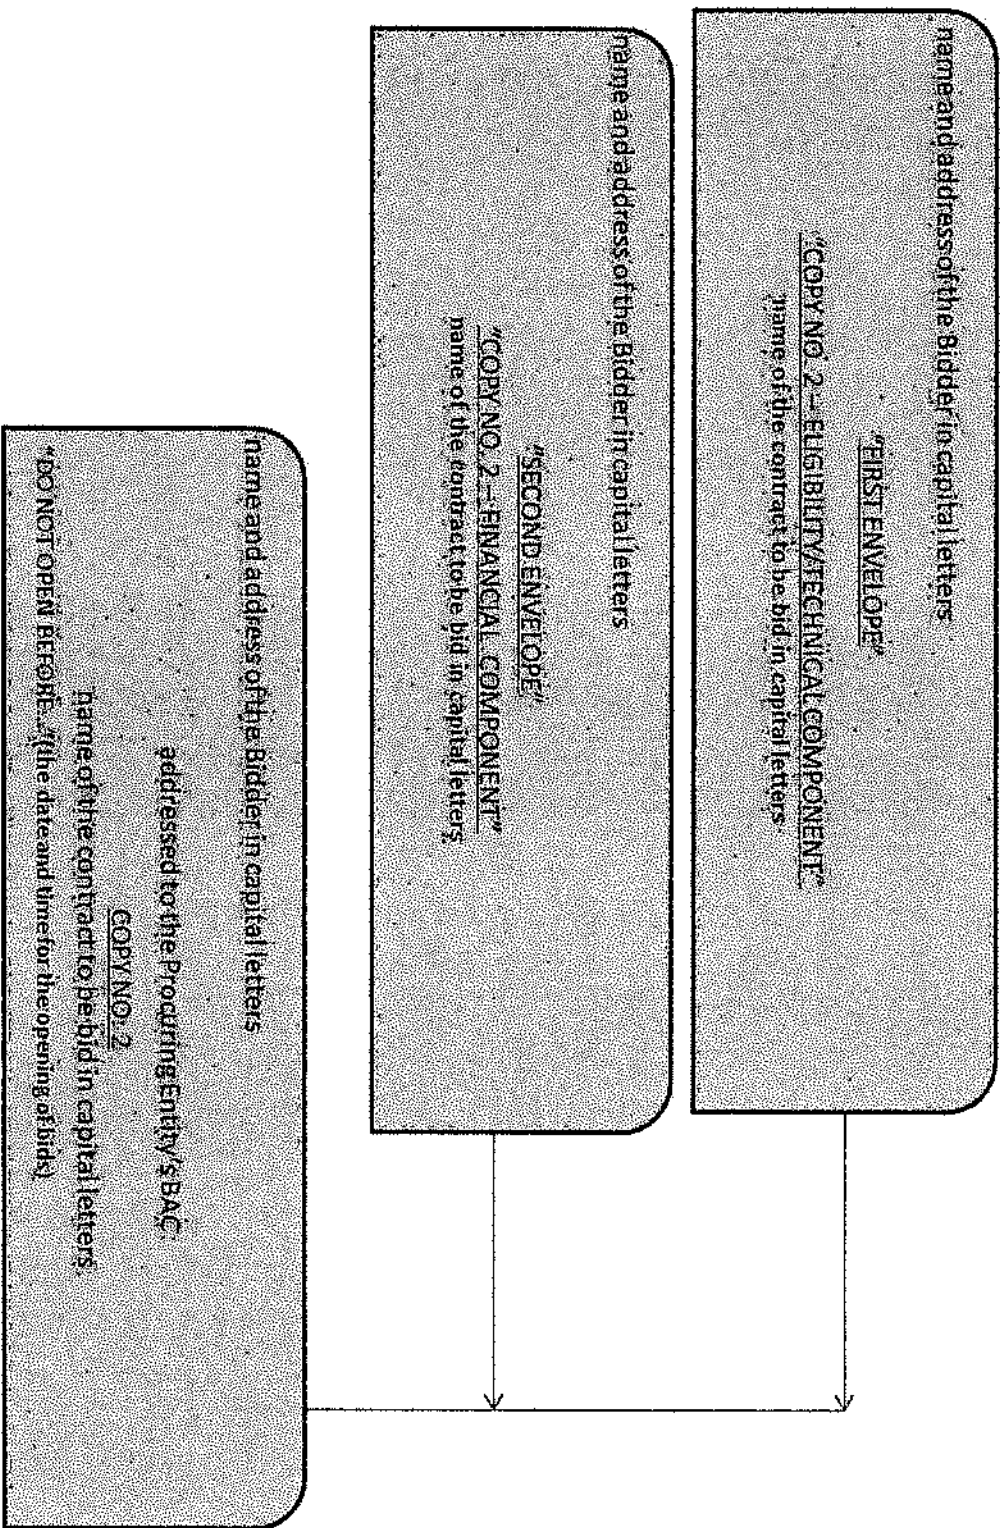 name and address of the Bidder in capital letters
"FIRST ENVELOPE"
"COPY NO. 2 – ELIGIBILITY/TECHNICAL COMPONENT"
name of the contract to be bid in capital letters
name and address of the Bidder in capital letters
"SECOND ENVELOPE"
"COPY NO. 2 – FINANCIAL COMPONENT"
name of the contract to be bid in capital letters
name and address of the Bidder in capital letters
addressed to the Procuring Entity's BAC
COPY NO. 2
name of the contract to be bid in capital letters
"DO NOT OPEN BEFORE..."(the date and time for the opening of bids)